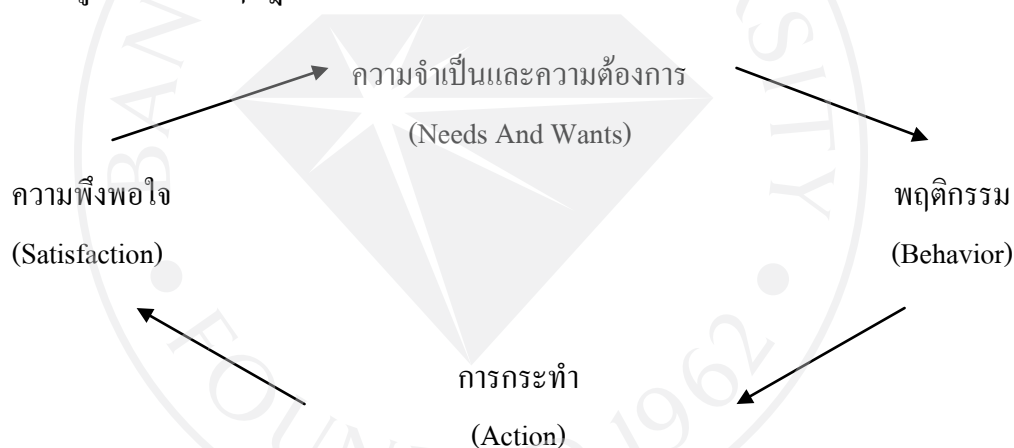 ความจำเป็นและความต้องการ
(Needs And Wants)
ความพึงพอใจ
(Satisfaction)
พฤติกรรม
(Behavior)
การกระทำ
(Action)
FOUNDED 1962